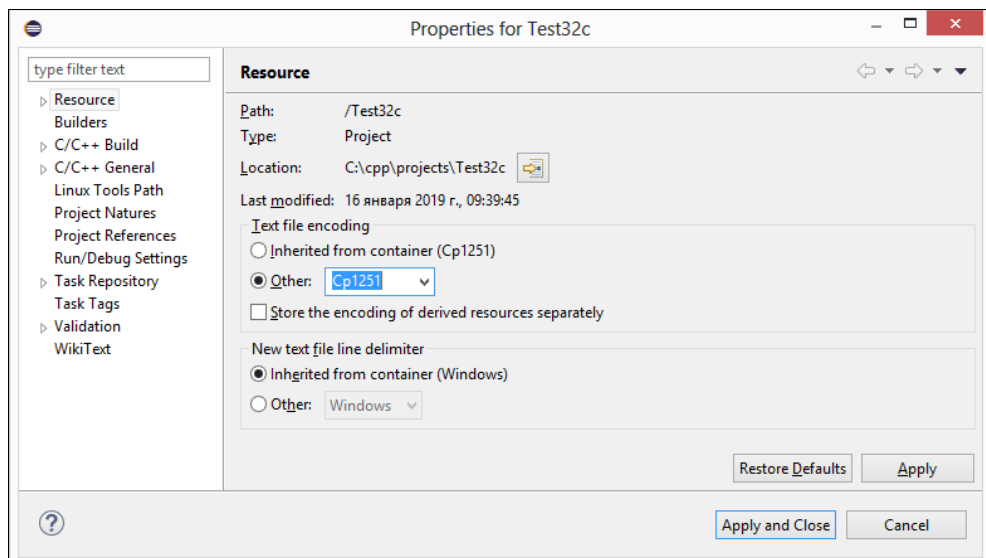 Properties for Test32c
type filter text
Resource
Builders
C/C++ Build
C/C++ General
Linux Tools Path
Project Natures
Project References
Run/Debug Settings
Task Repository
Task Tags
Validation
WikiText
Resource
Path: /Test32c
Type: Project
Location: C:\cpp\projects\Test32c
Last modified: 16 января 2019 г., 09:39:45
Text file encoding
Inherited from container (Cp1251)
Other: Cp1251
Store the encoding of derived resources separately
New text file line delimiter
Inherited from container (Windows)
Other: Windows
Restore Defaults Apply
? Apply and Close Cancel